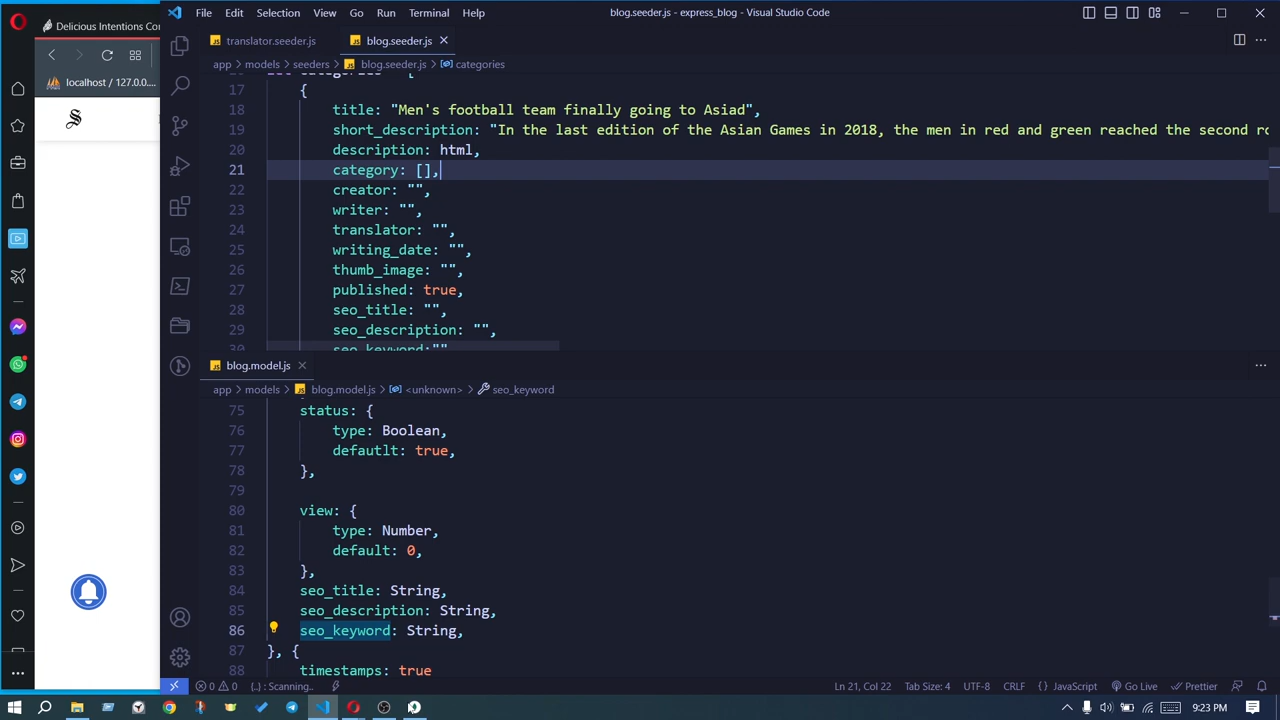 File Edit Selection View Go Run Terminal Help
blog.seeder.js - express_blog - Visual Studio Code
Delicious Intentions Co
localhost / 127.0.0....
translator.seeder.js
blog.seeder.js
app > models > seeders > blog.seeder.js > categories
17 {
18 title: "Men's football team finally going to Asiad",
19 short_description: "In the last edition of the Asian Games in 2018, the men in red and green reached the second ro
20 description: html,
21 category: [],
22 creator: "",
23 writer: "",
24 translator: "",
25 writing_date: "",
26 thumb_image: "",
27 published: true,
28 seo_title: "",
29 seo_description: "",
30 seo_keyword:""
blog.model.js
app > models > blog.model.js > <unknown> > seo_keyword
75 status: {
76 type: Boolean,
77 defautlt: true,
78 },
79
80 view: {
81 type: Number,
82 default: 0,
83 },
84 seo_title: String,
85 seo_description: String,
86 seo_keyword: String,
87 }, {
88 timestamps: true
0 0 {..} : Scanning..
Ln 21, Col 22 Tab Size: 4 UTF-8 CRLF {} JavaScript Go Live Prettier
9:23 PM